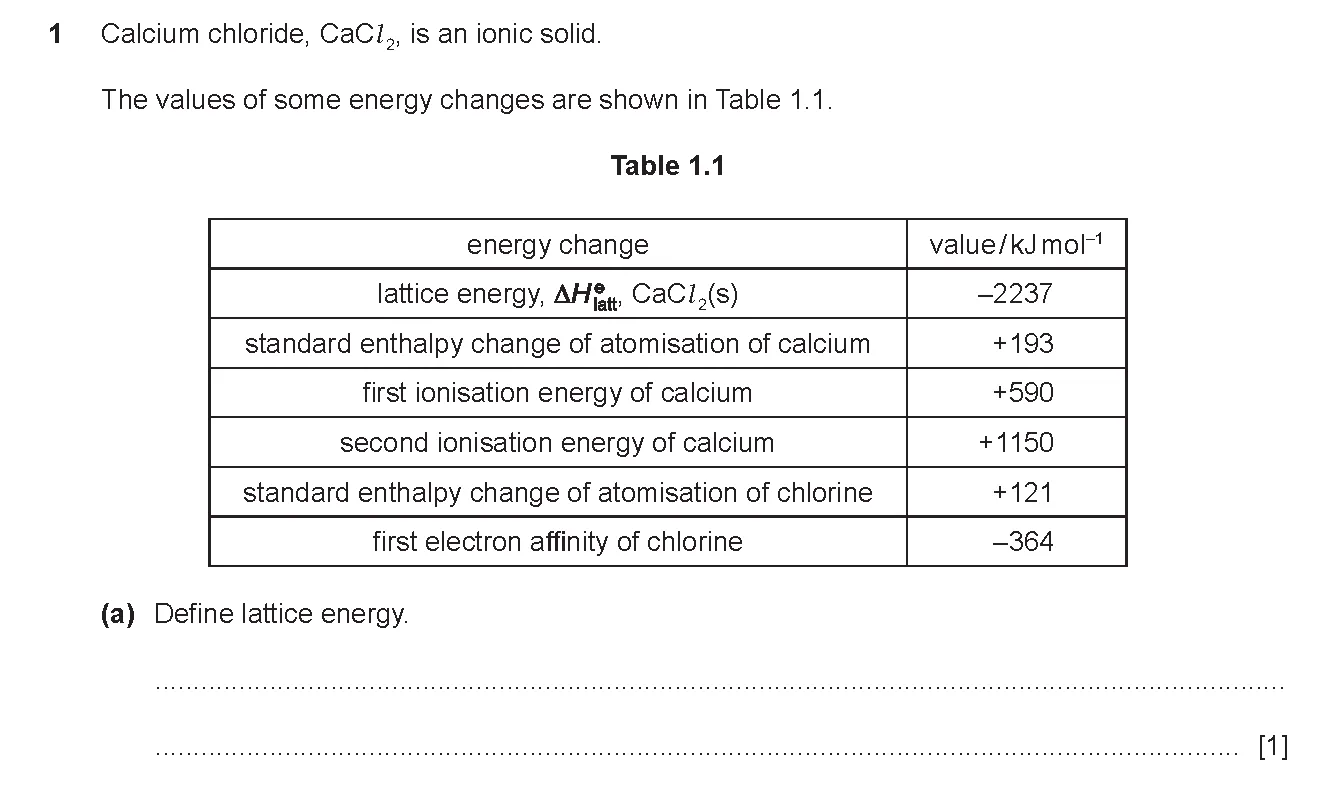 1 Calcium chloride, CaCl₂, is an ionic solid.
The values of some energy changes are shown in Table 1.1.
Table 1.1
energy change value/kJ mol⁻¹
lattice energy, ΔH⦵latt, CaCl₂(s) –2237
standard enthalpy change of atomisation of calcium +193
first ionisation energy of calcium +590
second ionisation energy of calcium +1150
standard enthalpy change of atomisation of chlorine +121
first electron affinity of chlorine –364
(a) Define lattice energy.
[1]